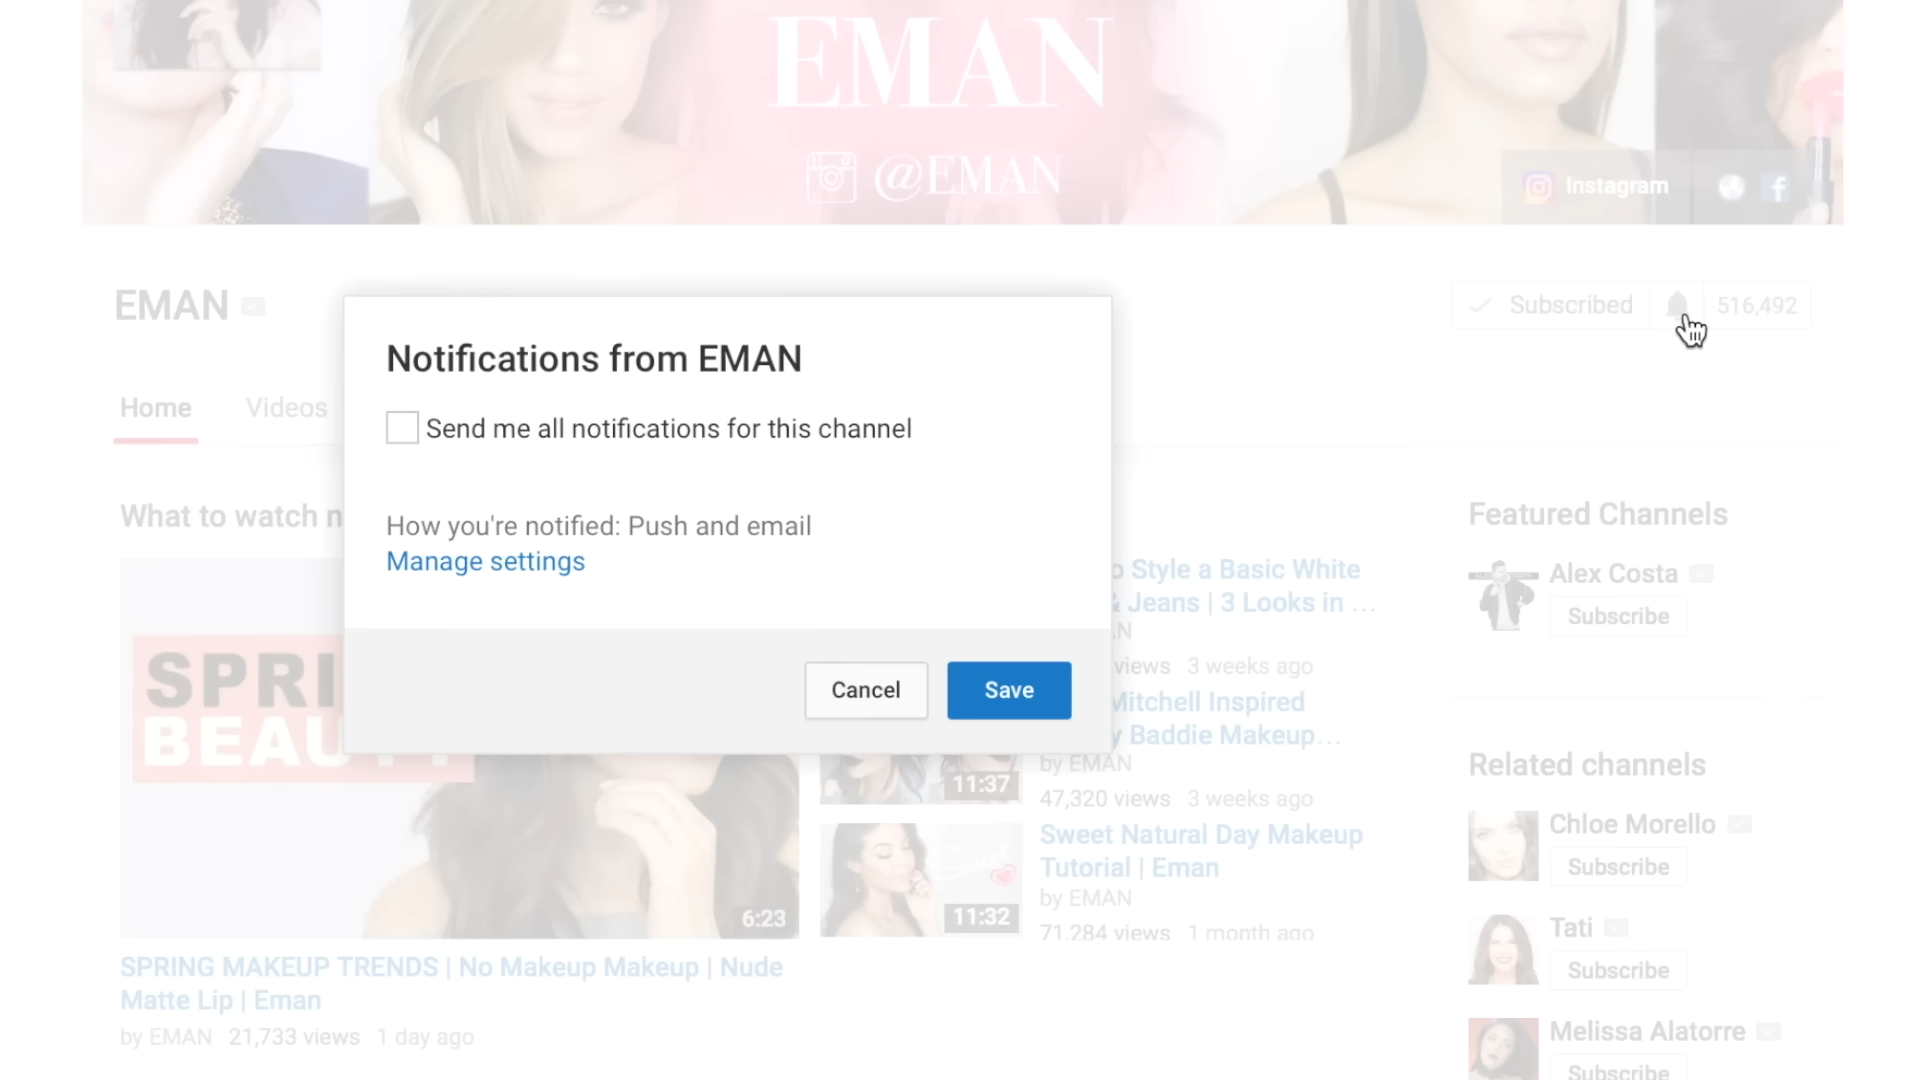 EMAN
@EMAN
Instagram
EMAN
Subscribed
516,492
Notifications from EMAN
Send me all notifications for this channel
How you're notified: Push and email
Manage settings
Cancel
Save
Home
Videos
What to watch n
SPRI
BEAUTY
6:23
SPRING MAKEUP TRENDS | No Makeup Makeup | Nude
Matte Lip | Eman
by EMAN 21,733 views 1 day ago
Style a Basic White
& Jeans | 3 Looks in ...
views 3 weeks ago
Mitchell Inspired
Baddie Makeup...
by EMAN
11:37
47,320 views 3 weeks ago
Sweet Natural Day Makeup
Tutorial | Eman
by EMAN
Sweet
11:32
71,284 views 1 month ago
Featured Channels
Alex Costa
Subscribe
Related channels
Chloe Morello
Subscribe
Tati
Subscribe
Melissa Alatorre
Subscribe